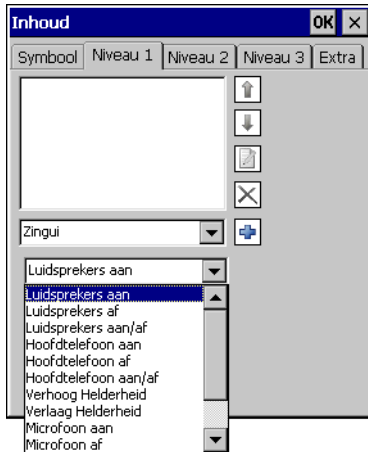 Inhoud OK
Symbool Niveau 1 Niveau 2 Niveau 3 Extra
Zingui
Luidsprekers aan
Luidsprekers aan
Luidsprekers af
Luidsprekers aan/af
Hoofdtelefoon aan
Hoofdtelefoon af
Hoofdtelefoon aan/af
Verhoog Helderheid
Verlaag Helderheid
Microfoon aan
Microfoon af